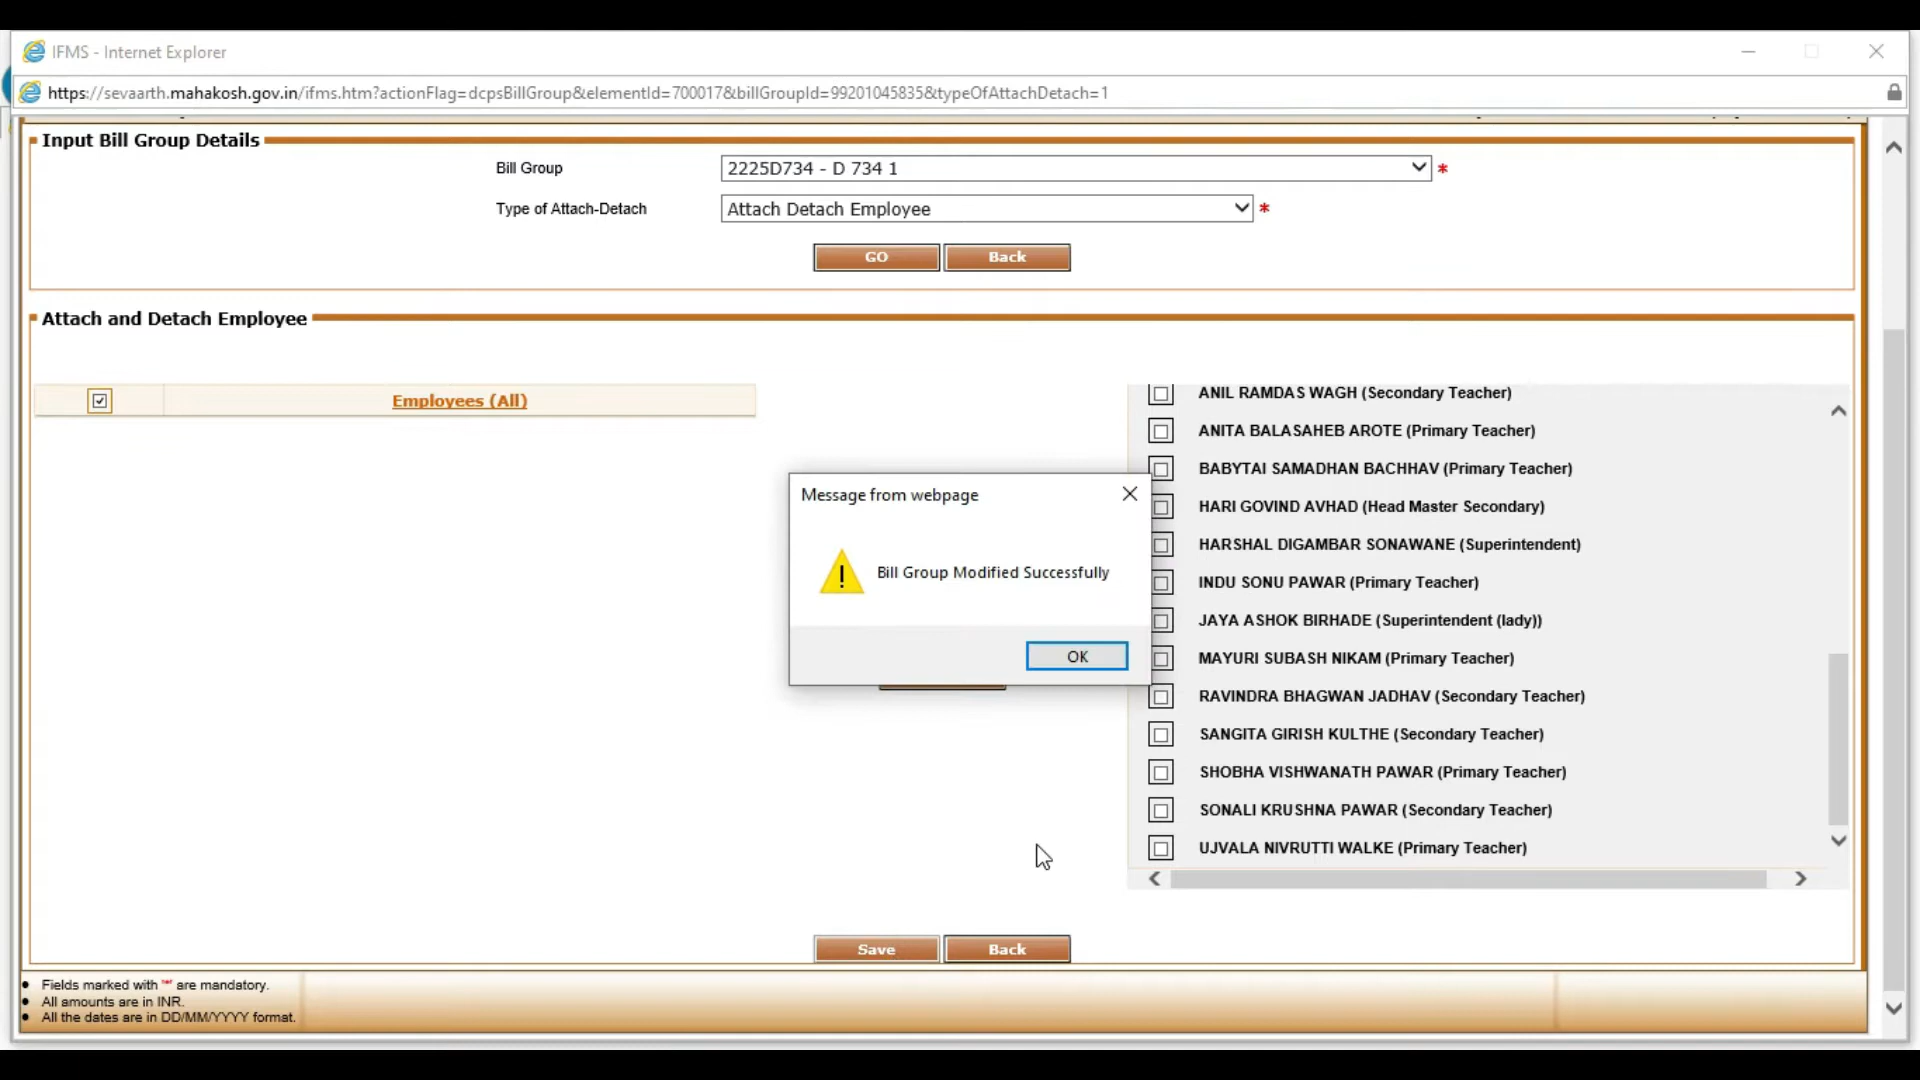 IFMS - Internet Explorer
https://sevaarth.mahakosh.gov.in/ifms.htm?actionFlag=dcpsBillGroup&elementId=700017&billGroupId=99201045835&typeOfAttachDetach=1
Input Bill Group Details
Bill Group 2225D734 - D 734 1 *
Type of Attach-Detach Attach Detach Employee *
GO Back
Attach and Detach Employee
Employees (All)
ANIL RAMDAS WAGH (Secondary Teacher)
ANITA BALASAHEB AROTE (Primary Teacher)
BABYTAI SAMADHAN BACHHAV (Primary Teacher)
HARI GOVIND AVHAD (Head Master Secondary)
HARSHAL DIGAMBAR SONAWANE (Superintendent)
INDU SONU PAWAR (Primary Teacher)
JAYA ASHOK BIRHADE (Superintendent (lady))
MAYURI SUBASH NIKAM (Primary Teacher)
RAVINDRA BHAGWAN JADHAV (Secondary Teacher)
SANGITA GIRISH KULTHE (Secondary Teacher)
SHOBHA VISHWANATH PAWAR (Primary Teacher)
SONALI KRUSHNA PAWAR (Secondary Teacher)
UJVALA NIVRUTTI WALKE (Primary Teacher)
Message from webpage
Bill Group Modified Successfully
OK
Save Back
Fields marked with "*" are mandatory.
All amounts are in INR.
All the dates are in DD/MM/YYYY format.